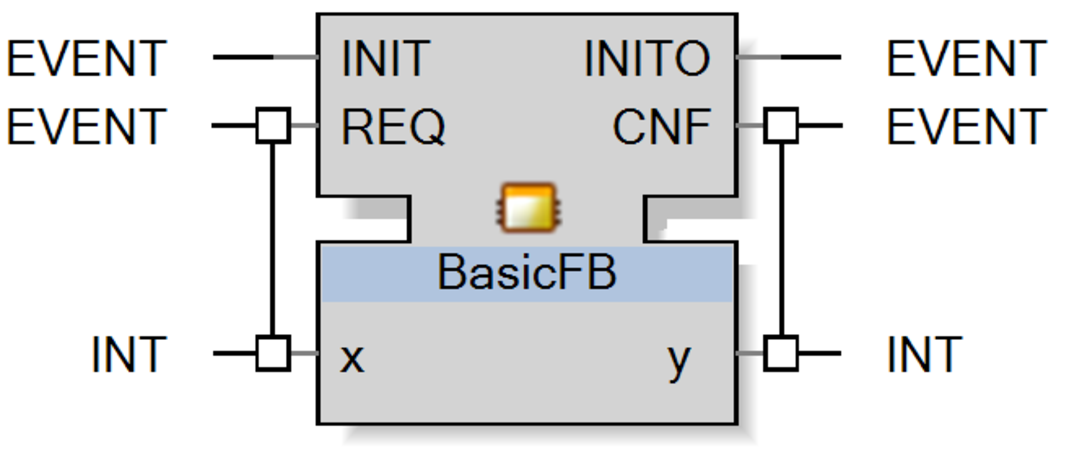 EVENT INIT INITO EVENT
EVENT REQ CNF EVENT
BasicFB
INT x y INT